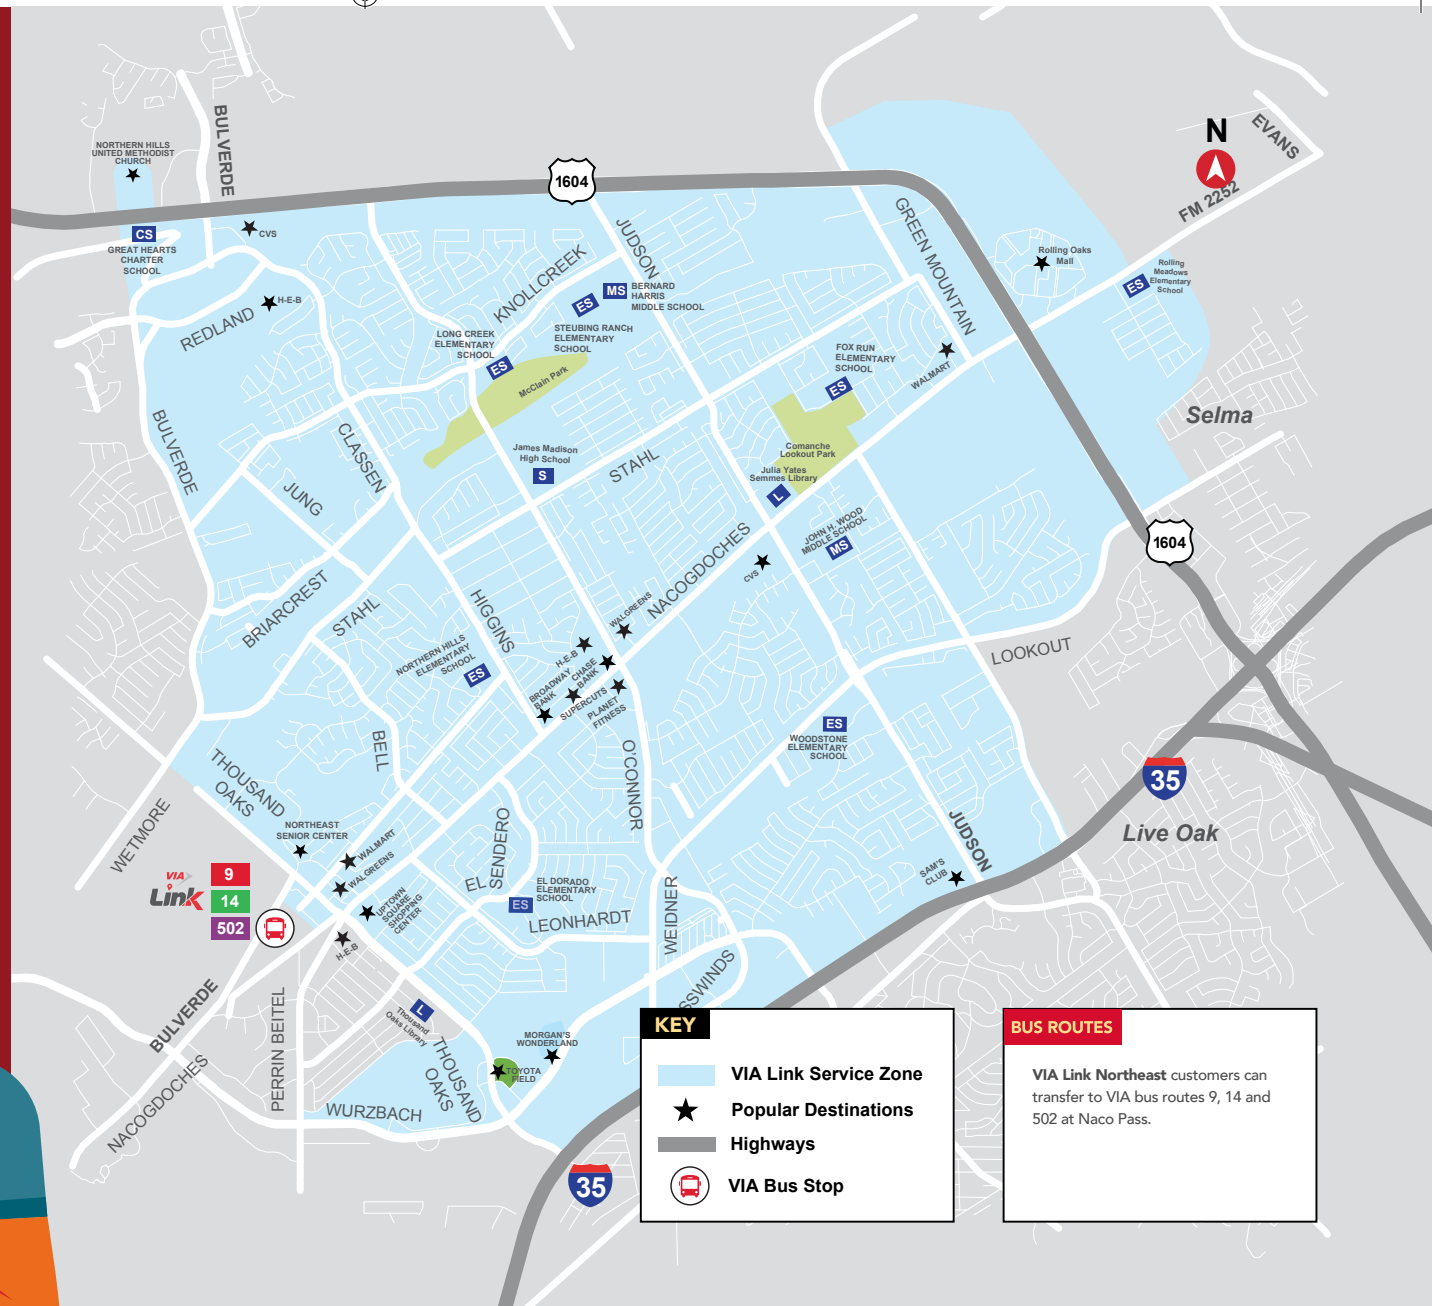 NORTHERN HILLS
UNITED METHODIST
CHURCH
BULVERDE
1604
N
EVANS
FM 2252
CS
GREAT HEARTS
CHARTER
SCHOOL
CVS
H-E-B
REDLAND
KNOLLCREEK
JUDSON
GREEN MOUNTAIN
Rolling Oaks
Mall
ES
Rolling
Meadows
Elementary
School
MS
BERNARD
HARRIS
MIDDLE SCHOOL
ES
STEUBING RANCH
ELEMENTARY
SCHOOL
LONG CREEK
ELEMENTARY
SCHOOL
ES
McClain Park
FOX RUN
ELEMENTARY
SCHOOL
ES
WALMART
Selma
BULVERDE
CLASSEN
JUNG
James Madison
High School
S
STAHL
Comanche
Lookout Park
Julia Yates
Semmes Library
L
JOHN H. WOOD
MIDDLE SCHOOL
MS
1604
CVS
NACOGDOCHES
BRIARCREST
STAHL
HIGGINS
WALGREENS
H-E-B
CHASE
BANK
BROADWAY
BANK
SUPERCUTS
PLANET
FITNESS
NORTHERN HILLS
ELEMENTARY
SCHOOL
ES
LOOKOUT
ES
WOODSTONE
ELEMENTARY
SCHOOL
BELL
O'CONNOR
THOUSAND
OAKS
WETMORE
35
Live Oak
JUDSON
SAM'S
CLUB
NORTHEAST
SENIOR CENTER
WALMART
WALGREENS
UPTOWN
SQUARE
SHOPPING
CENTER
H-E-B
EL
SENDERO
ES
EL DORADO
ELEMENTARY
SCHOOL
LEONHARDT
WEIDNER
SSWINDS
VIA
Link
9
14
502
BULVERDE
NACOGDOCHES
PERRIN BEITEL
L
Thousand
Oaks Library
THOUSAND
OAKS
MORGAN'S
WONDERLAND
TOYOTA
FIELD
WURZBACH
35
KEY
VIA Link Service Zone
Popular Destinations
Highways
VIA Bus Stop
BUS ROUTES
VIA Link Northeast customers can
transfer to VIA bus routes 9, 14 and
502 at Naco Pass.